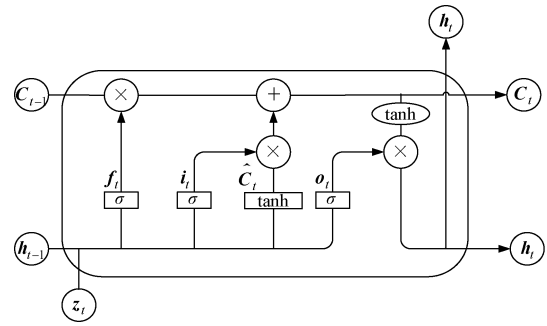 h_t
C_{t-1} × + C_t
tanh
×
×
f_t i_t Ĉ_t o_t
σ σ tanh σ
h_{t-1} h_t
z_t